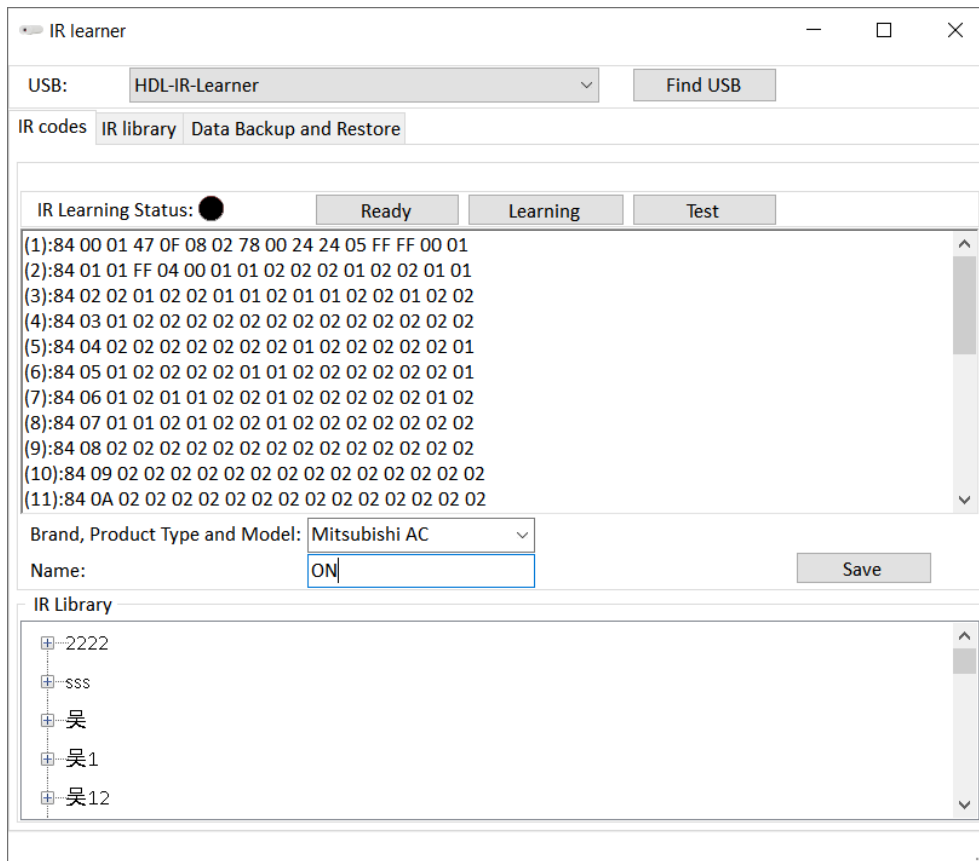 IR learner
USB: HDL-IR-Learner Find USB
IR codes IR library Data Backup and Restore
IR Learning Status: Ready Learning Test
(1):84 00 01 47 0F 08 02 78 00 24 24 05 FF FF 00 01
(2):84 01 01 FF 04 00 01 01 02 02 02 01 02 02 01 01
(3):84 02 02 01 02 02 01 01 02 01 01 02 02 01 02 02
(4):84 03 01 02 02 02 02 02 02 02 02 02 02 02 02 02
(5):84 04 02 02 02 02 02 02 02 01 02 02 02 02 02 01
(6):84 05 01 02 02 02 02 01 01 02 02 02 02 02 02 01
(7):84 06 01 02 01 01 02 02 01 02 02 02 02 02 01 02
(8):84 07 01 01 02 01 02 02 01 02 02 02 02 02 02 02
(9):84 08 02 02 02 02 02 02 02 02 02 02 02 02 02 02
(10):84 09 02 02 02 02 02 02 02 02 02 02 02 02 02 02
(11):84 0A 02 02 02 02 02 02 02 02 02 02 02 02 02 02
Brand, Product Type and Model: Mitsubishi AC
Name: ON Save
IR Library
2222
sss
吴
吴1
吴12